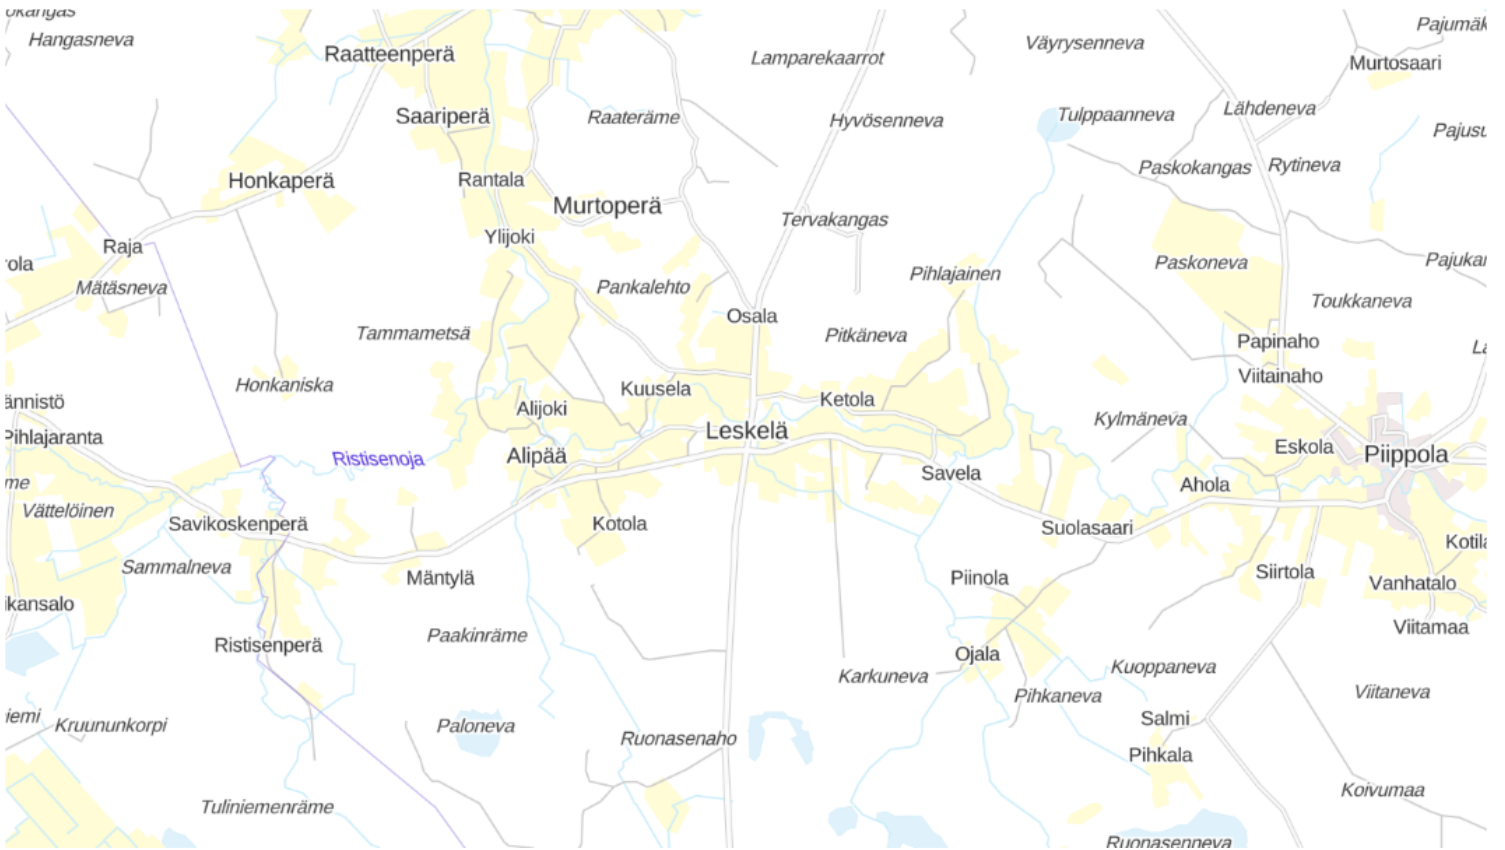 Hangasneva
Raatteenperä
Lamparekaarrot
Väyrysenneva
Murtosaari
Saariperä
Raateräme
Hyvösenneva
Tulppaanneva
Lähdeneva
Honkaperä
Rantala
Murtoperä
Tervakangas
Paskokangas
Rytineva
Raja
Ylijoki
Mätäsneva
Pankalehto
Pihlajainen
Paskoneva
Toukkaneva
Tammametsä
Osala
Pitkäneva
Papinaho
Viitainaho
Honkaniska
Kuusela
Ketola
Alijoki
Kylmäneva
Pihlajaranta
Leskelä
Ristisenoja
Alipää
Savela
Eskola
Piippola
Ahola
Vättelöinen
Savikoskenperä
Kotola
Suolasaari
Sammalneva
Mäntylä
Piinola
Siirtola
Vanhatalo
Ristisenperä
Paakinräme
Ojala
Viitamaa
Karkuneva
Kuoppaneva
Pihkaneva
Viitaneva
Kruununkorpi
Paloneva
Ruonasenaho
Salmi
Pihkala
Tuliniemenräme
Koivumaa
Ruonasenneva